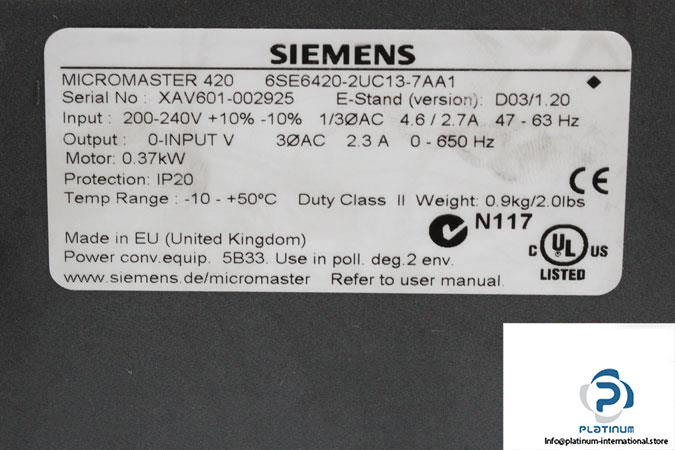 SIEMENS
MICROMASTER 420 6SE6420-2UC13-7AA1
Serial No : XAV601-002925 E-Stand (version): D03/1.20
Input : 200-240V +10% -10% 1/3ØAC 4.6 / 2.7A 47 - 63 Hz
Output : 0-INPUT V 3ØAC 2.3 A 0 - 650 Hz
Motor: 0.37kW
Protection: IP20
Temp Range : -10 - +50°C Duty Class II Weight: 0.9kg/2.0lbs
CE
N117
Made in EU (United Kingdom)
C UL US
LISTED
Power conv.equip. 5B33. Use in poll. deg.2 env.
www.siemens.de/micromaster Refer to user manual.
PLATINUM
Info@platinum-international.store